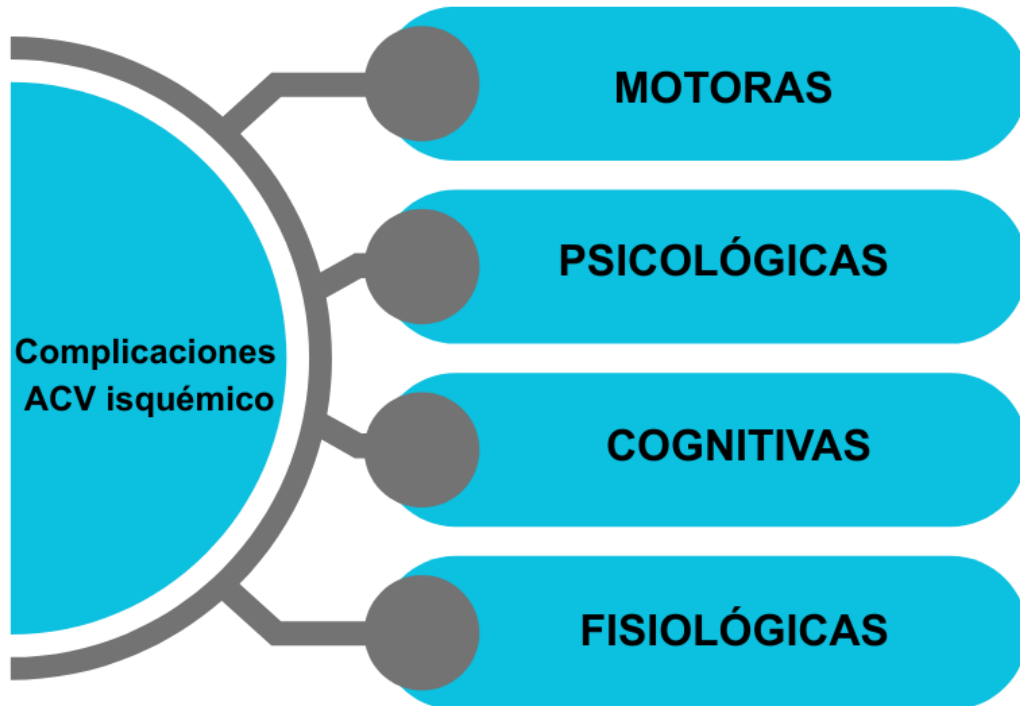 Complicaciones
ACV isquémico
MOTORAS
PSICOLÓGICAS
COGNITIVAS
FISIOLÓGICAS